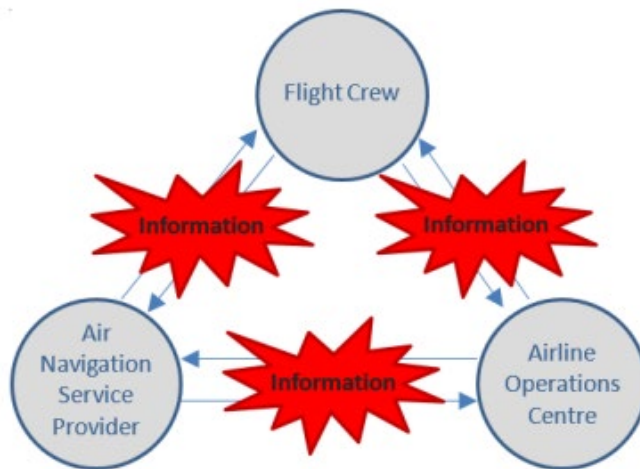 Flight Crew
Information
Information
Air
Navigation
Service
Provider
Information
Airline
Operations
Centre